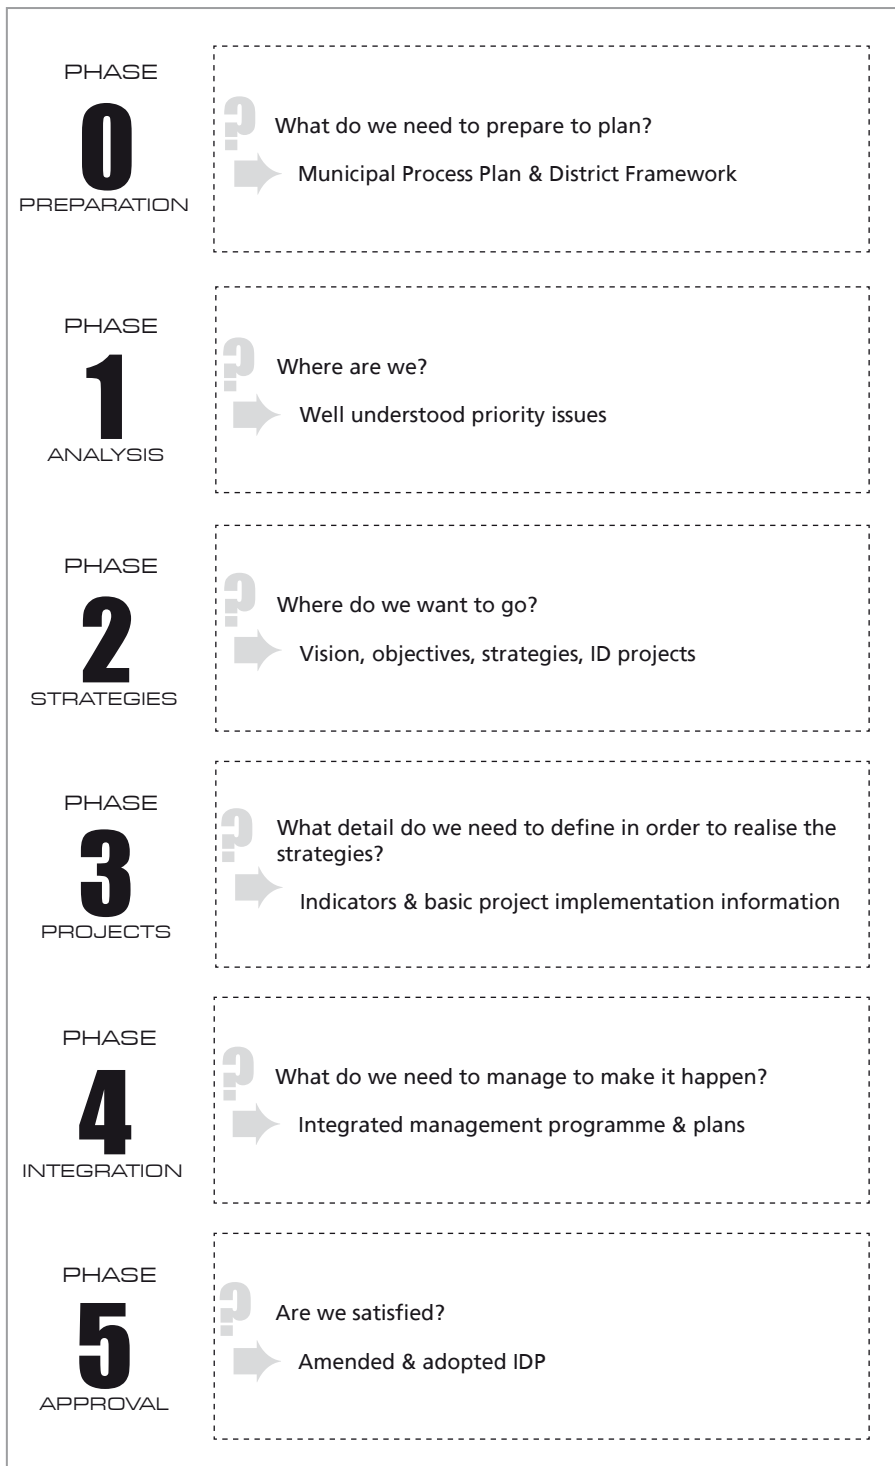 PHASE
0
PREPARATION
? What do we need to prepare to plan?
Municipal Process Plan & District Framework
PHASE
1
ANALYSIS
? Where are we?
Well understood priority issues
PHASE
2
STRATEGIES
? Where do we want to go?
Vision, objectives, strategies, ID projects
PHASE
3
PROJECTS
? What detail do we need to define in order to realise the
strategies?
Indicators & basic project implementation information
PHASE
4
INTEGRATION
? What do we need to manage to make it happen?
Integrated management programme & plans
PHASE
5
APPROVAL
? Are we satisfied?
Amended & adopted IDP